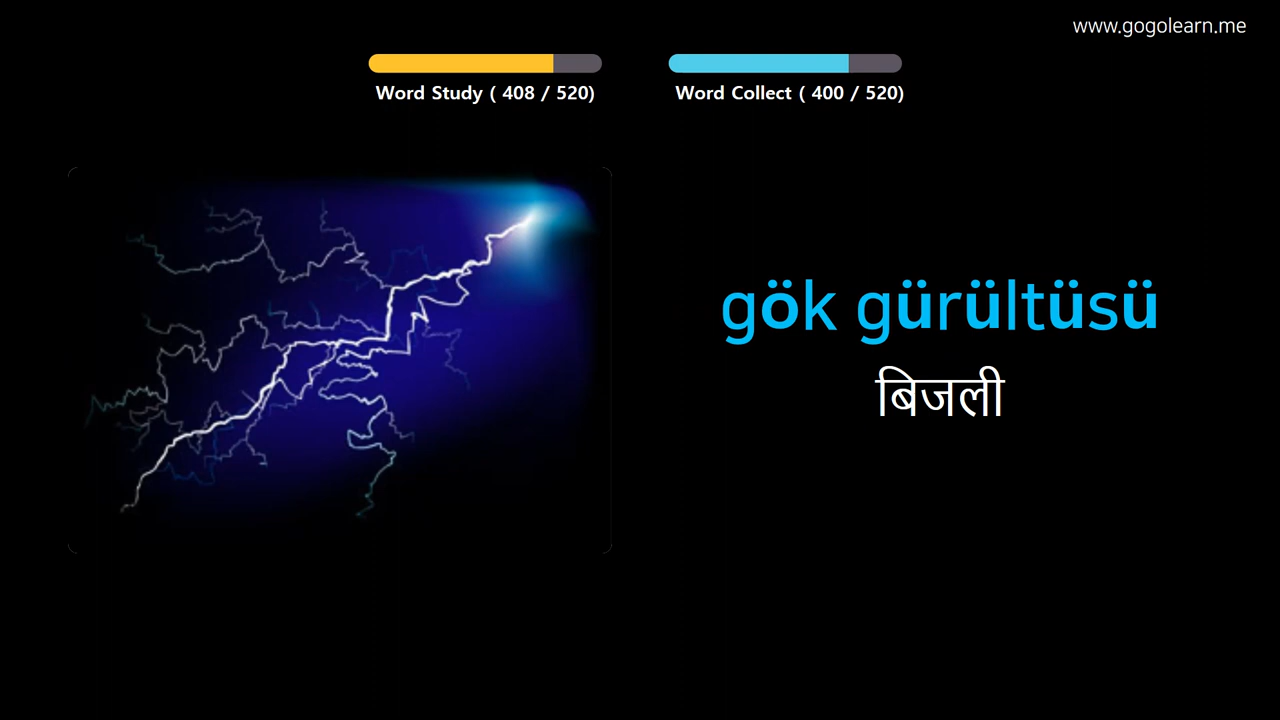 www.gogolearn.me
Word Study ( 408 / 520)
Word Collect ( 400 / 520)
gök gürültüsü
बिजली